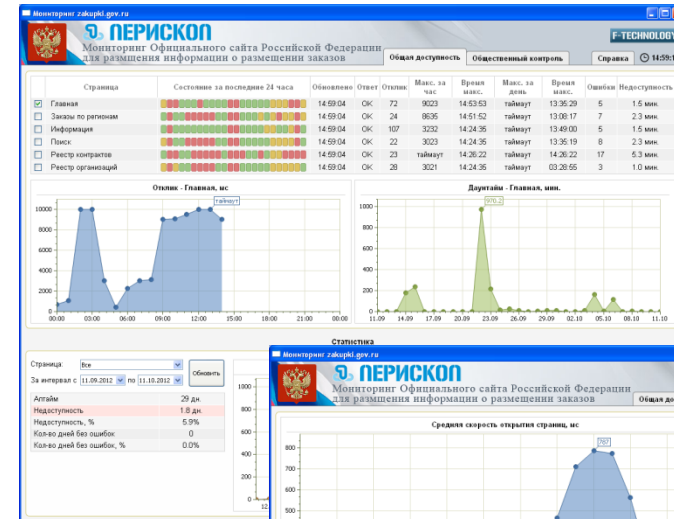 Мониторинг zakupki.gov.ru
ПЕРИСКОП
Мониторинг Официального сайта Российской Федерации
для размщения информации о размещении заказов
F-TECHNOLOGY
Общая доступность Общественный контроль Справка 14:59:1
Страница Состояние за последние 24 часа Обновлено Ответ Отклик Макс. за час Время макс. Макс. за день Время макс. Ошибки Недоступность
Главная 14:59:04 OK 72 9023 14:53:53 таймаут 13:35:29 5 1.5 мин.
Заказы по регионам 14:59:04 OK 24 8635 14:51:52 таймаут 13:08:17 7 2.3 мин.
Информация 14:59:04 OK 107 3232 14:24:35 таймаут 13:49:00 5 1.5 мин.
Поиск 14:59:04 OK 22 3023 14:24:35 таймаут 13:35:19 8 2.3 мин.
Реестр контрактов 14:59:04 OK 23 таймаут 14:26:22 таймаут 14:26:22 17 5.3 мин.
Реестр организаций 14:59:04 OK 28 3021 14:24:35 таймаут 03:28:55 3 1.0 мин.
Отклик - Главная, мс
таймаут
10000
8000
6000
4000
2000
0
00:00 03:00 06:00 09:00 12:00 15:00 18:00 21:00 00:00
Даунтайм - Главная, мин.
970.2
1000
800
600
400
200
0
11.09 14.09 17.09 20.09 23.09 26.09 29.09 02.10 05.10 08.10 11.10
Статистика
Страница: Все
За интервал с 11.09.2012 по 11.10.2012 Обновить
Аптайм 29 дн.
Недоступность 1.8 дн.
Недоступность, % 5.9%
Кол-во дней без ошибок 0
Кол-во дней без ошибок, % 0.0%
1000
800
600
400
200
0
12
Мониторинг zakupki.gov.ru
ПЕРИСКОП
Мониторинг Официального сайта Российской Федерации
для размщения информации о размещении заказов
Общая до
Средняя скорость открытия страниц, мс
787
800
700
600
500